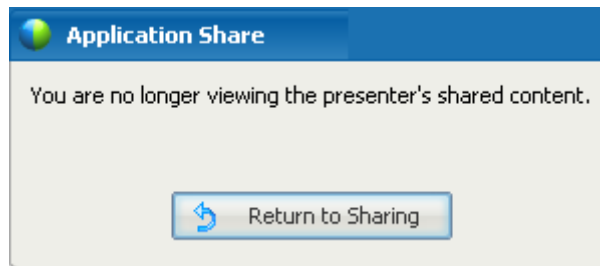 Application Share
You are no longer viewing the presenter's shared content.
Return to Sharing